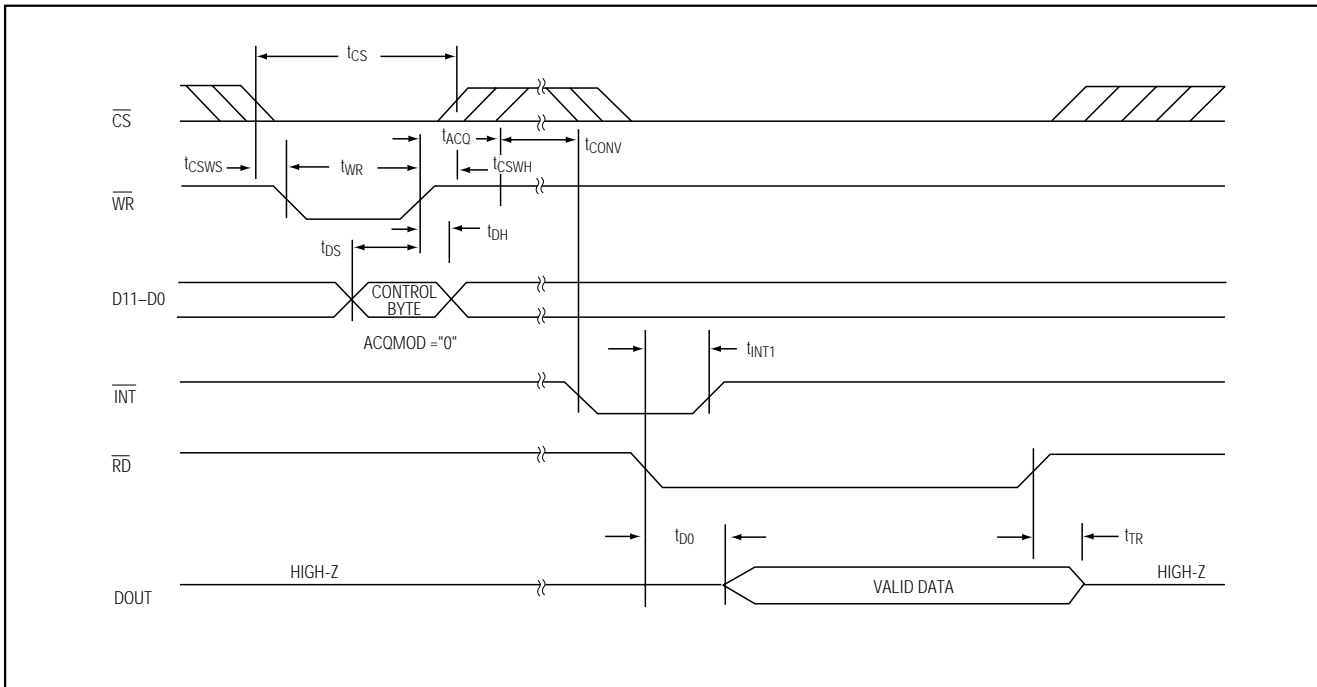 tCS
CS
tACQ
tCONV
tCSWS
tWR
tCSWH
WR
tDS
tDH
D11–D0
CONTROL
BYTE
ACQMOD ="0"
tINT1
INT
RD
tD0
tTR
HIGH-Z
HIGH-Z
DOUT
VALID DATA